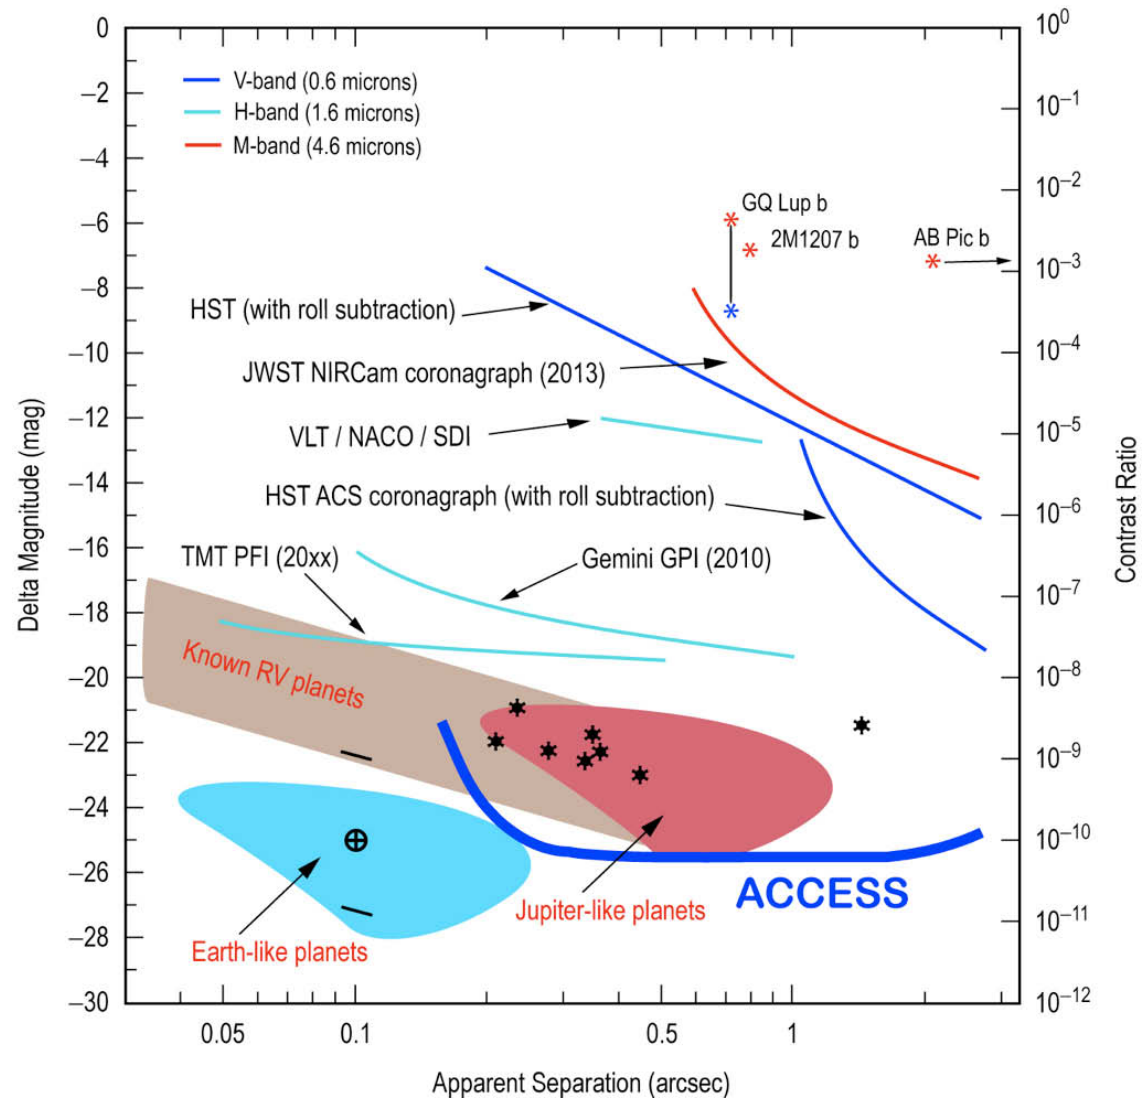 0
−2
−4
−6
−8
−10
−12
−14
−16
−18
−20
−22
−24
−26
−28
−30
Delta Magnitude (mag)
V-band (0.6 microns)
H-band (1.6 microns)
M-band (4.6 microns)
GQ Lup b
2M1207 b
AB Pic b
HST (with roll subtraction)
JWST NIRCam coronagraph (2013)
VLT / NACO / SDI
HST ACS coronagraph (with roll subtraction)
TMT PFI (20xx)
Gemini GPI (2010)
Known RV planets
ACCESS
Jupiter-like planets
Earth-like planets
10⁰
10⁻¹
10⁻²
10⁻³
10⁻⁴
10⁻⁵
10⁻⁶
10⁻⁷
10⁻⁸
10⁻⁹
10⁻¹⁰
10⁻¹¹
10⁻¹²
Contrast Ratio
0.05
0.1
0.5
1
Apparent Separation (arcsec)